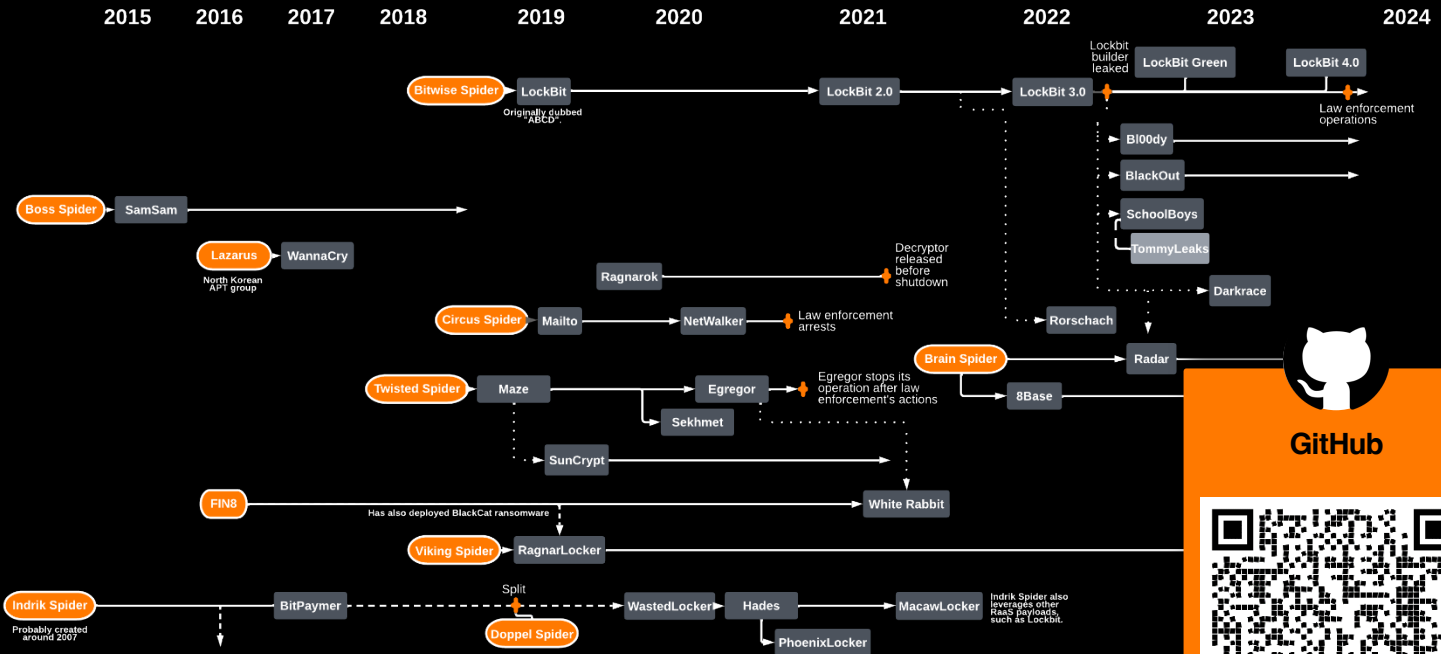 2015 2016 2017 2018 2019 2020 2021 2022 2023 2024
Lockbit
builder
leaked
LockBit Green
LockBit 4.0
Bitwise Spider
LockBit
LockBit 2.0
LockBit 3.0
Originally dubbed
"ABCD".
Law enforcement
operations
Bl00dy
BlackOut
Boss Spider
SamSam
SchoolBoys
TommyLeaks
Lazarus
WannaCry
North Korean
APT group
Ragnarok
Decryptor
released
before
shutdown
Darkrace
Circus Spider
Mailto
NetWalker
Law enforcement
arrests
Rorschach
Brain Spider
Radar
Twisted Spider
Maze
Egregor
Egregor stops its
operation after law
enforcement's actions
8Base
Sekhmet
GitHub
SunCrypt
FIN8
Has also deployed BlackCat ransomware
White Rabbit
Viking Spider
RagnarLocker
Split
Indrik Spider
BitPaymer
WastedLocker
Hades
MacawLocker
Indrik Spider also
leverages other
RaaS payloads,
such as Lockbit.
Probably created
around 2007
Doppel Spider
PhoenixLocker